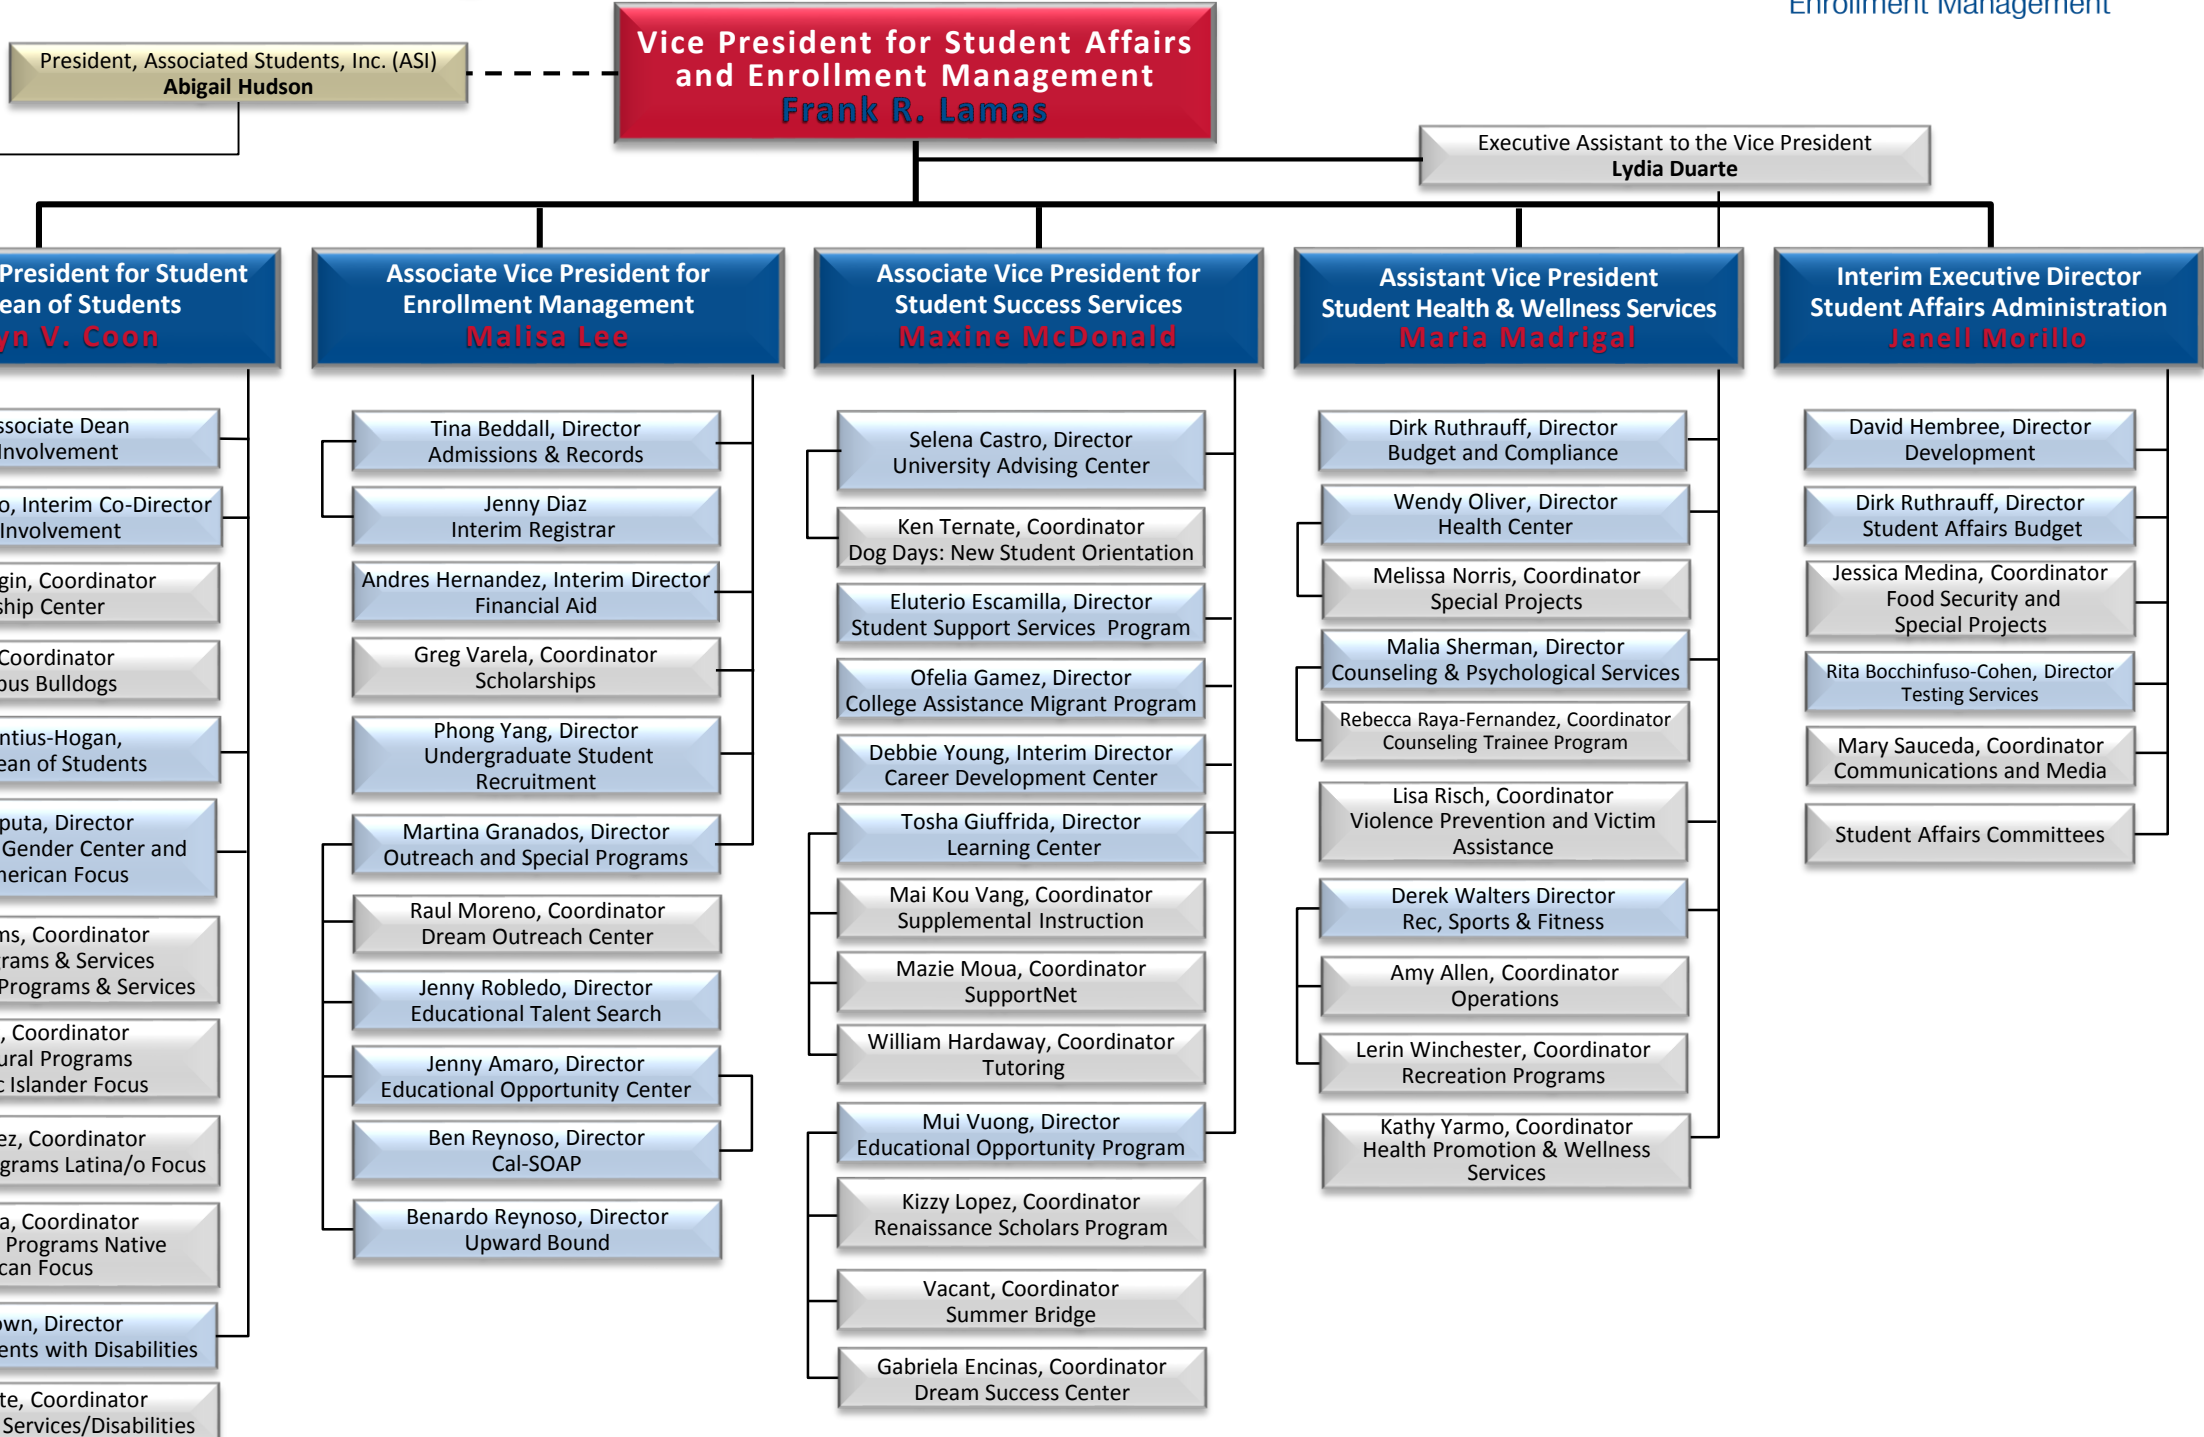 Enrollment Management
President, Associated Students, Inc. (ASI)
Abigail Hudson
Vice President for Student Affairs
and Enrollment Management
Frank R. Lamas
Executive Assistant to the Vice President
Lydia Duarte
President for Student
ean of Students
yn V. Coon
ssociate Dean
Involvement
o, Interim Co-Director
Involvement
gin, Coordinator
ship Center
Coordinator
pus Bulldogs
ntius-Hogan,
ean of Students
puta, Director
Gender Center and
merican Focus
ms, Coordinator
grams & Services
Programs & Services
, Coordinator
ural Programs
c Islander Focus
ez, Coordinator
grams Latina/o Focus
a, Coordinator
Programs Native
can Focus
own, Director
ents with Disabilities
te, Coordinator
Services/Disabilities
Associate Vice President for
Enrollment Management
Malisa Lee
Tina Beddall, Director
Admissions & Records
Jenny Diaz
Interim Registrar
Andres Hernandez, Interim Director
Financial Aid
Greg Varela, Coordinator
Scholarships
Phong Yang, Director
Undergraduate Student
Recruitment
Martina Granados, Director
Outreach and Special Programs
Raul Moreno, Coordinator
Dream Outreach Center
Jenny Robledo, Director
Educational Talent Search
Jenny Amaro, Director
Educational Opportunity Center
Ben Reynoso, Director
Cal-SOAP
Benardo Reynoso, Director
Upward Bound
Associate Vice President for
Student Success Services
Maxine McDonald
Selena Castro, Director
University Advising Center
Ken Ternate, Coordinator
Dog Days: New Student Orientation
Eluterio Escamilla, Director
Student Support Services Program
Ofelia Gamez, Director
College Assistance Migrant Program
Debbie Young, Interim Director
Career Development Center
Tosha Giuffrida, Director
Learning Center
Mai Kou Vang, Coordinator
Supplemental Instruction
Mazie Moua, Coordinator
SupportNet
William Hardaway, Coordinator
Tutoring
Mui Vuong, Director
Educational Opportunity Program
Kizzy Lopez, Coordinator
Renaissance Scholars Program
Vacant, Coordinator
Summer Bridge
Gabriela Encinas, Coordinator
Dream Success Center
Assistant Vice President
Student Health & Wellness Services
Maria Madrigal
Dirk Ruthrauff, Director
Budget and Compliance
Wendy Oliver, Director
Health Center
Melissa Norris, Coordinator
Special Projects
Malia Sherman, Director
Counseling & Psychological Services
Rebecca Raya-Fernandez, Coordinator
Counseling Trainee Program
Lisa Risch, Coordinator
Violence Prevention and Victim
Assistance
Derek Walters Director
Rec, Sports & Fitness
Amy Allen, Coordinator
Operations
Lerin Winchester, Coordinator
Recreation Programs
Kathy Yarmo, Coordinator
Health Promotion & Wellness
Services
Interim Executive Director
Student Affairs Administration
Janell Morillo
David Hembree, Director
Development
Dirk Ruthrauff, Director
Student Affairs Budget
Jessica Medina, Coordinator
Food Security and
Special Projects
Rita Bocchinfuso-Cohen, Director
Testing Services
Mary Sauceda, Coordinator
Communications and Media
Student Affairs Committees